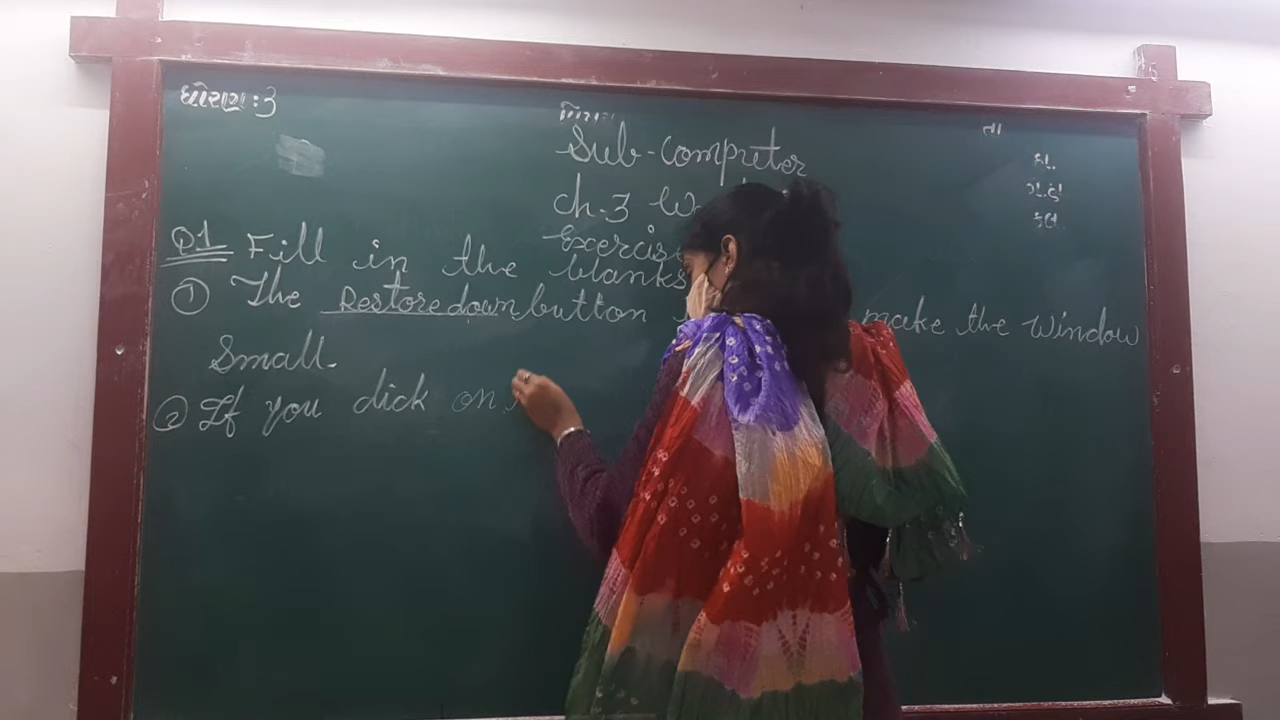 ધોરણ : 3
તા
Sub-Computer
ch.3
Exercise
Q1 Fill in the blanks
① The Restore down button make the window
Small.
② If you click on